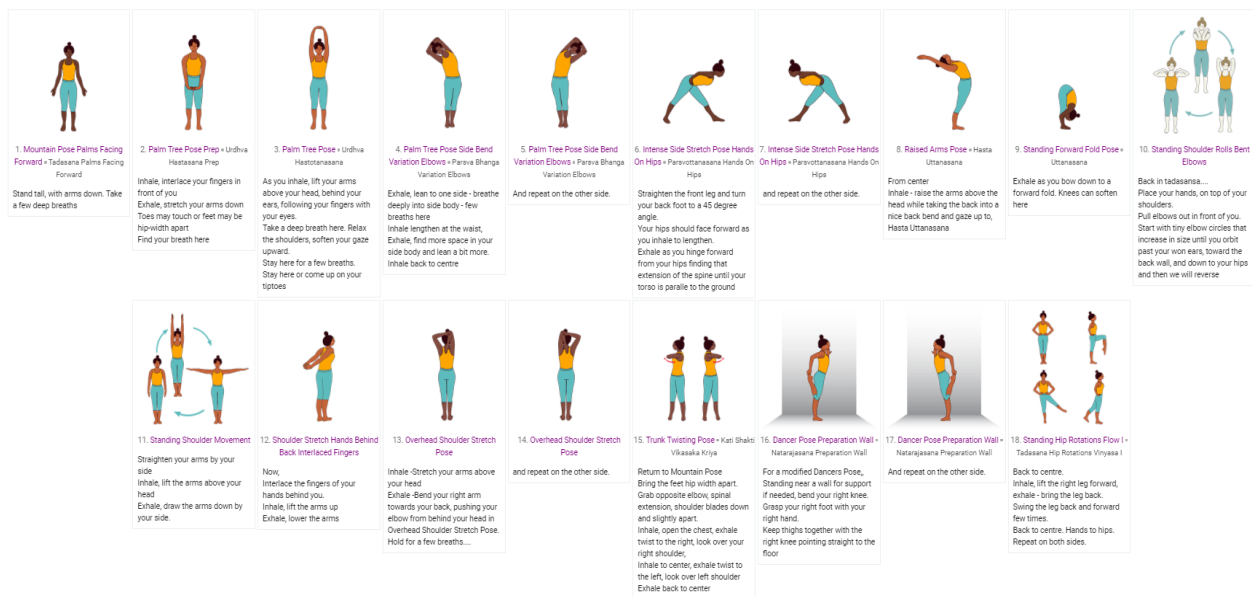 1. Mountain Pose Palms Facing
Forward • Tadasana Palms Facing
Forward
Stand tall, with arms down. Take
a few deep breaths
2. Palm Tree Pose Prep • Urdhva
Hastasana Prep
Inhale, interlace your fingers in
front of you
Exhale, stretch your arms down
Toes may touch or feet may be
hip-width apart
Find your breath here
3. Palm Tree Pose • Urdhva
Hastotanasana
As you inhale, lift your arms
above your head, behind your
ears, following your fingers with
your eyes.
Take a deep breath here. Relax
the shoulders, soften your gaze
upward.
Stay here for a few breaths.
Stay here or come up on your
tiptoes
4. Palm Tree Pose Side Bend
Variation Elbows • Parsva Bhanga
Variation Elbows
Exhale, lean to one side - breathe
deeply into side body - few
breaths here
Inhale lengthen at the waist,
Exhale, find more space in your
side body and lean a bit more.
Inhale back to centre
5. Palm Tree Pose Side Bend
Variation Elbows • Parsva Bhanga
Variation Elbows
And repeat on the other side.
6. Intense Side Stretch Pose Hands
On Hips • Parsvottanasana Hands On
Hips
Straighten the front leg and turn
your back foot to a 45 degree
angle.
Your hips should face forward as
you inhale to lengthen.
Exhale as you hinge forward
from your hips finding that
extension of the spine until your
torso is paralle to the ground
7. Intense Side Stretch Pose Hands
On Hips • Parsvottanasana Hands On
Hips
and repeat on the other side.
8. Raised Arms Pose • Hasta
Uttanasana
From center
Inhale - raise the arms above the
head while taking the back into a
nice back bend and gaze up to,
Hasta Uttanasana
9. Standing Forward Fold Pose •
Uttanasana
Exhale as you bow down to a
forward fold. Knees can soften
here
10. Standing Shoulder Rolls Bent
Elbows
Back in tadasansa....
Place your hands, on top of your
shoulders.
Pull elbows out in front of you.
Start with tiny elbow circles that
increase in size until you orbit
past your won ears, toward the
back wall, and down to your hips
and then we will reverse
11. Standing Shoulder Movement
Straighten your arms by your
side
Inhale, lift the arms above your
head
Exhale, draw the arms down by
your side.
12. Shoulder Stretch Hands Behind
Back Interlaced Fingers
Now,
Interlace the fingers of your
hands behind you.
Inhale, lift the arms up
Exhale, lower the arms
13. Overhead Shoulder Stretch
Pose
Inhale -Stretch your arms above
your head
Exhale -Bend your right arm
towards your back, pushing your
elbow from behind your head in
Overhead Shoulder Stretch Pose.
Hold for a few breaths....
14. Overhead Shoulder Stretch
Pose
and repeat on the other side.
15. Trunk Twisting Pose • Kati Shakti
Vikasaka Kriya
Return to Mountain Pose
Bring the feet hip width apart.
Grab opposite elbow, spinal
extension, shoulder blades down
and slightly apart.
Inhale, open the chest, exhale
twist to the right, look over your
right shoulder,
Inhale to center, exhale twist to
the left, look over left shoulder
Exhale back to center
16. Dancer Pose Preparation Wall •
Natarajasana Preparation Wall
For a modified Dancers Pose,,
Standing near a wall for support
if needed, bend your right knee.
Grasp your right foot with your
right hand.
Keep thighs together with the
right knee pointing straight to the
floor
17. Dancer Pose Preparation Wall •
Natarajasana Preparation Wall
And repeat on the other side.
18. Standing Hip Rotations Flow I •
Tadasana Hip Rotations Vinyasa I
Back to centre.
Inhale, lift the right leg forward,
exhale - bring the leg back.
Swing the leg back and forward
few times.
Back to centre. Hands to hips.
Repeat on both sides.